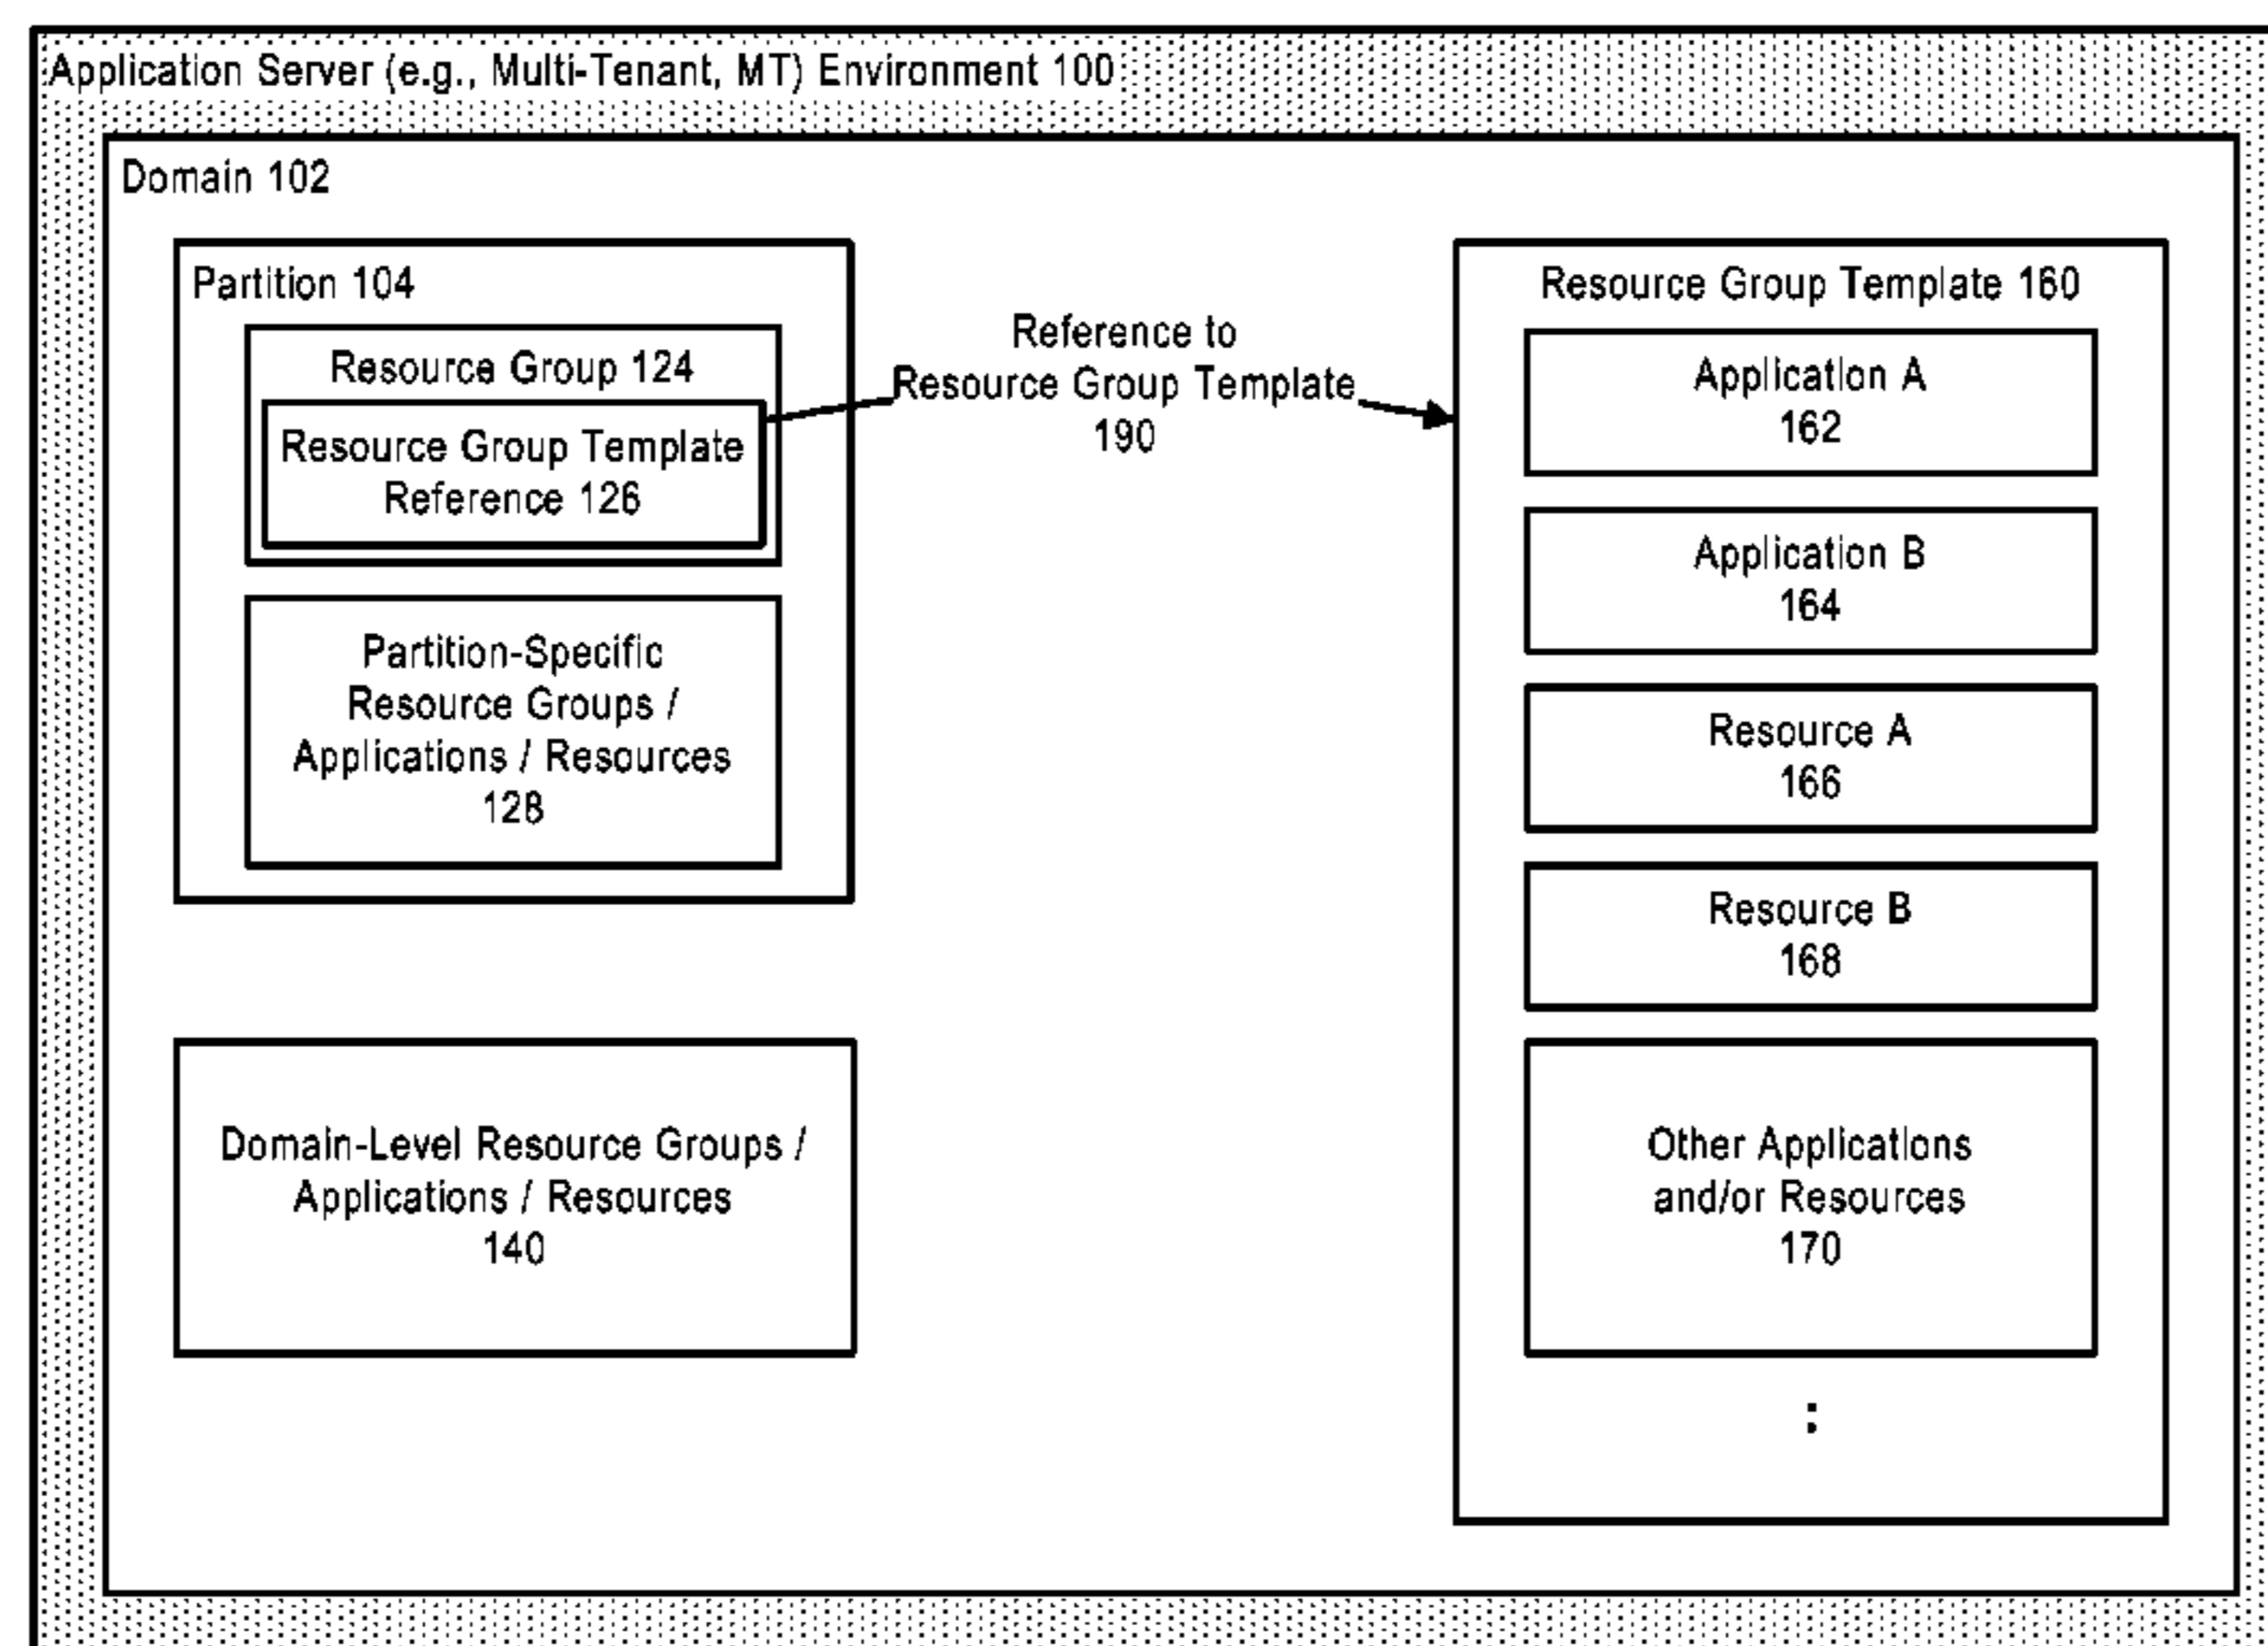 Application Server (e.g., Multi-Tenant, MT) Environment 100
Domain 102
Partition 104
Resource Group 124
Resource Group Template
Reference 126
Partition-Specific
Resource Groups /
Applications / Resources
128
Domain-Level Resource Groups /
Applications / Resources
140
Reference to
Resource Group Template
190
Resource Group Template 160
Application A
162
Application B
164
Resource A
166
Resource B
168
Other Applications
and/or Resources
170
: